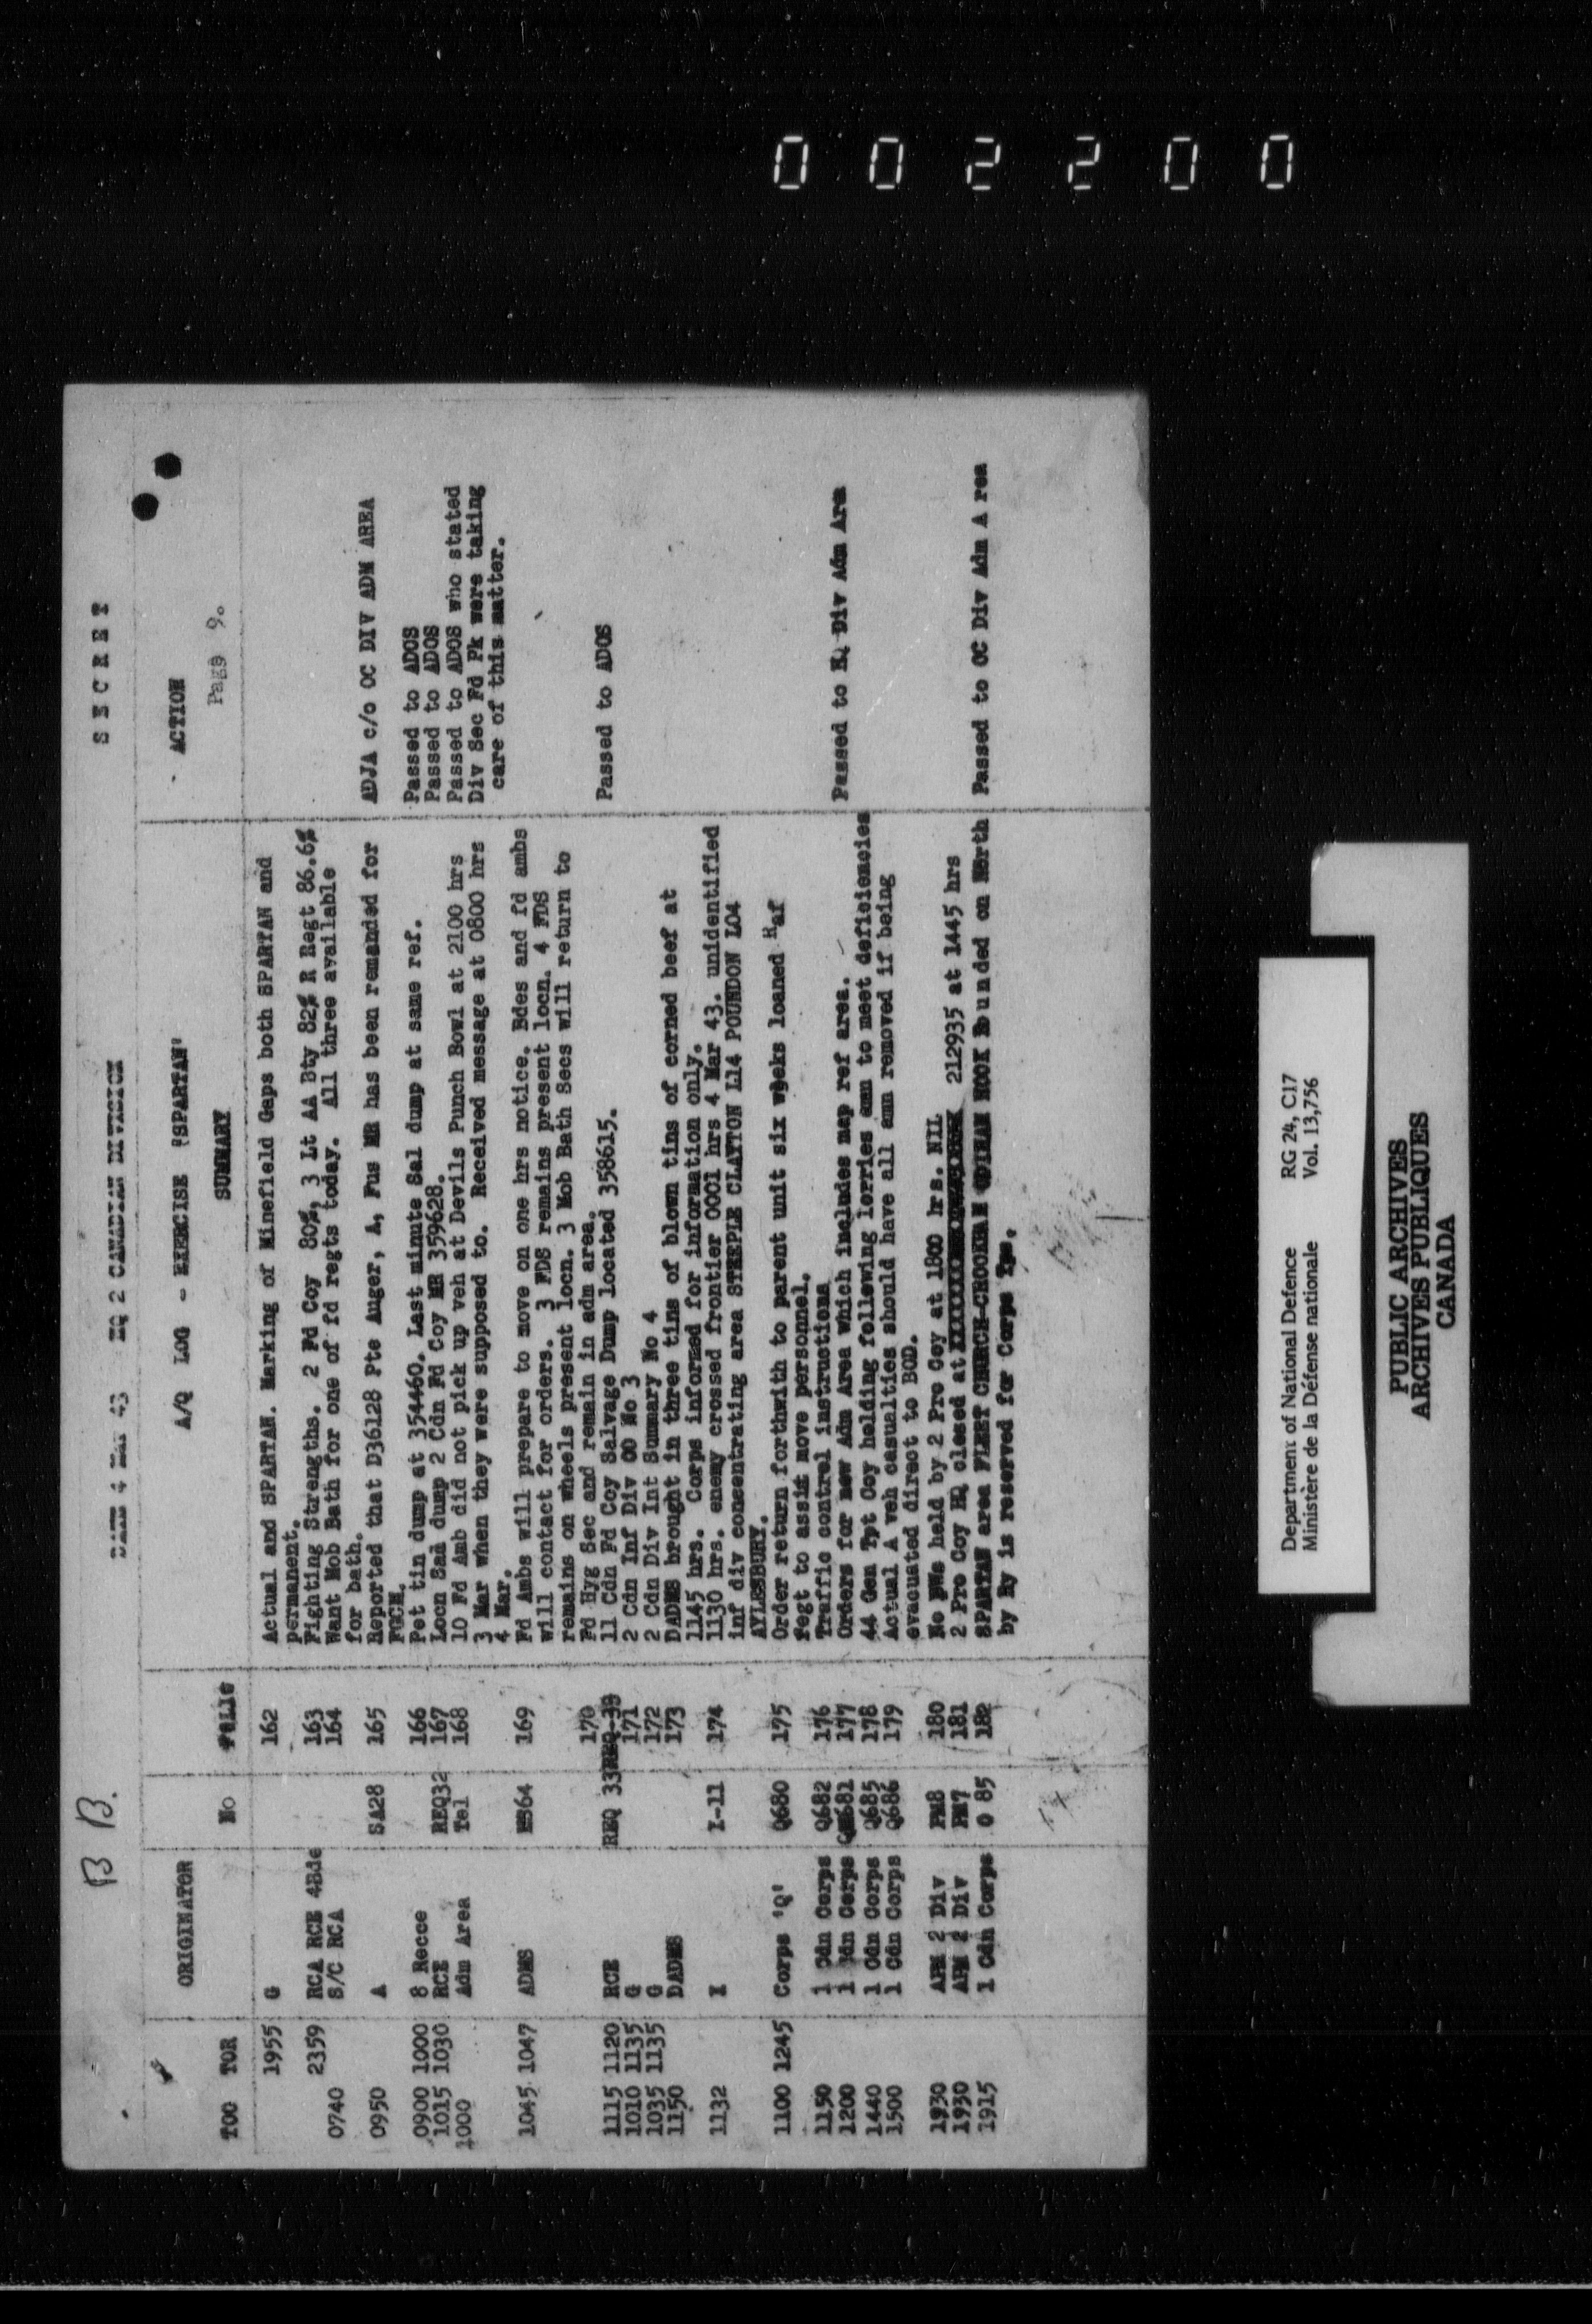 002200
B B.
DATE 4 MAR 43 HQ 2 CANADIAN DIVISION SECRET
A/Q LOG - EXERCISE 'SPARTAN'
TOO TOR ORIGINATOR No SUMMARY ACTION
Page 9.
1955 G 162 Actual and SPARTAN. Marking of Minefield Gaps both SPARTAN and
permanent.
2359 RCA RCE 4Bde 163 Fighting Strengths. 2 Fd Coy 80%, 3 Lt AA Bty 82% R Regt 86.6%
0740 S/C RCA 164 Want Mob Bath for one of fd regts today. All three available
for bath.
0950 A SA28 165 Reported that D36128 Pte Auger, A, Fus MR has been remanded for ADJA c/o OC DIV ADM AREA
FGCM.
0900 1000 8 Recce 166 Pet tin dump at 354460. Last minute Sal dump at same ref. Passed to ADOS
1015 1030 RCE REQ32 167 Locn Sad dump 2 Cdn Fd Coy MR 359628. Passed to ADOS
1000 Adm Area Tel 168 10 Fd Amb did not pick up veh at Devils Punch Bowl at 2100 hrs Passed to ADOS who stated
3 Mar when they were supposed to. Received message at 0800 hrs Div Sec Fd Pk were taking
4 Mar. care of this matter.
1045 1047 ADMS 169 Fd Ambs will prepare to move on one hrs notice. Bdes and fd ambs
will contact for orders. 3 FDS remains present locn. 4 FDS
remains on wheels present locn. 3 Mob Bath Secs will return to
170 Fd Hyg Sec and remain in adm area.
1115 1120 RCE REQ 33 11 Cdn Fd Coy Salvage Dump located 358615. Passed to ADOS
1010 1135 G 171 2 Cdn Inf Div OO No 3
1035 1135 G 172 2 Cdn Div Int Summary No 4
1150 DADMS 173 DADMS brought in three tins of blown tins of corned beef at
1145 hrs. Corps informed for information only.
1132 I I-11 174 1130 hrs. enemy crossed frontier 0001 hrs 4 Mar 43. unidentified
inf div concentrating area STEEPLE CLAYTON L14 POUNDON L04
AYLESBURY.
1100 1245 Corps 'Q' Q680 175 Order return forthwith to parent unit six weeks loaned Haf
regt to assist move personnel.
1150 1 Cdn Corps Q682 176 Traffic control instructions
1200 1 Cdn Corps Q681 177 Orders for new Adm Area which includes map ref area. Passed to HQ Div Adm Area
1440 1 Cdn Corps Q685 178 44 Gen Tpt Coy holding following lorries amn to meet deficiencies
1500 1 Cdn Corps Q686 179 Actual A veh casualties should have all amn removed if being
evacuated direct to BOD.
1930 APM 2 Div PM8 180 No PWs held by 2 Pro Coy at 1800 hrs. NIL
1930 APM 2 Div PM7 181 2 Pro Coy HQ closed at 212935 at 1445 hrs
1915 1 Cdn Corps O 85 182 SPARTAN area FLEET CHURCH-CROOKHAM ODIHAM HOOK Bounded on North Passed to OC Div Adm A rea
by Ry is reserved for Corps Tps.
Department of National Defence RG 24, C17
Ministère de la Défense nationale Vol. 13,756
PUBLIC ARCHIVES
ARCHIVES PUBLIQUES
CANADA